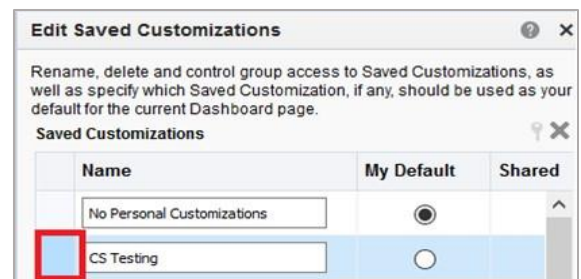 Edit Saved Customizations
Rename, delete and control group access to Saved Customizations, as
well as specify which Saved Customization, if any, should be used as your
default for the current Dashboard page.
Saved Customizations
Name My Default Shared
No Personal Customizations
CS Testing